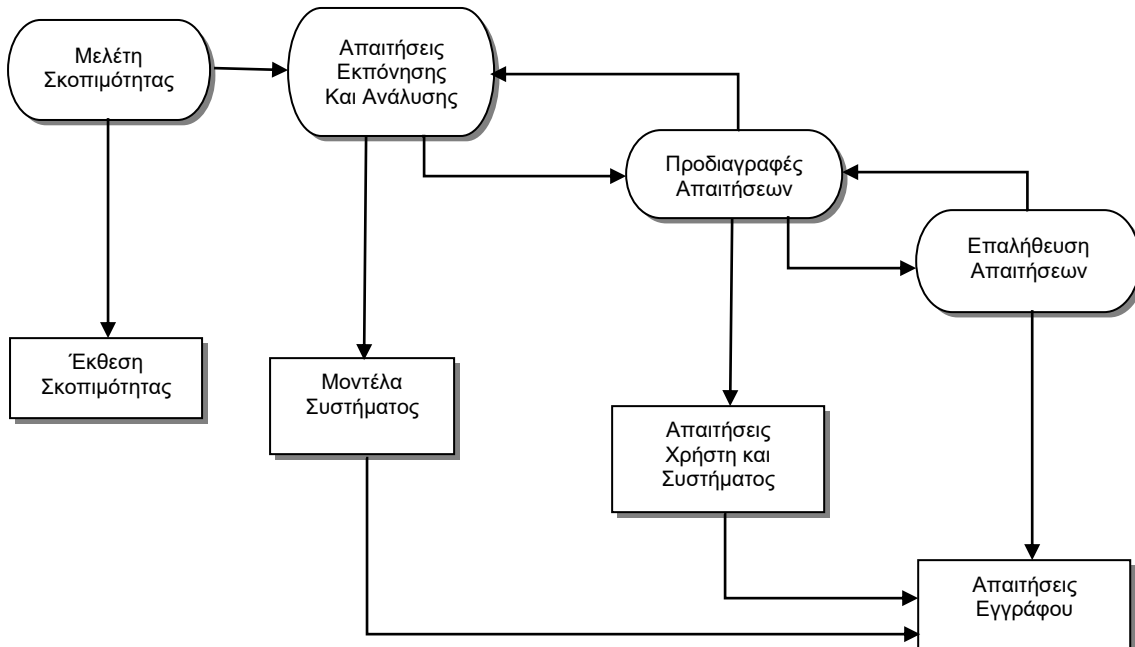 Μελέτη
Σκοπιμότητας
Απαιτήσεις
Εκπόνησης
Και Ανάλυσης
Προδιαγραφές
Απαιτήσεων
Επαλήθευση
Απαιτήσεων
Έκθεση
Σκοπιμότητας
Μοντέλα
Συστήματος
Απαιτήσεις
Χρήστη και
Συστήματος
Απαιτήσεις
Εγγράφου